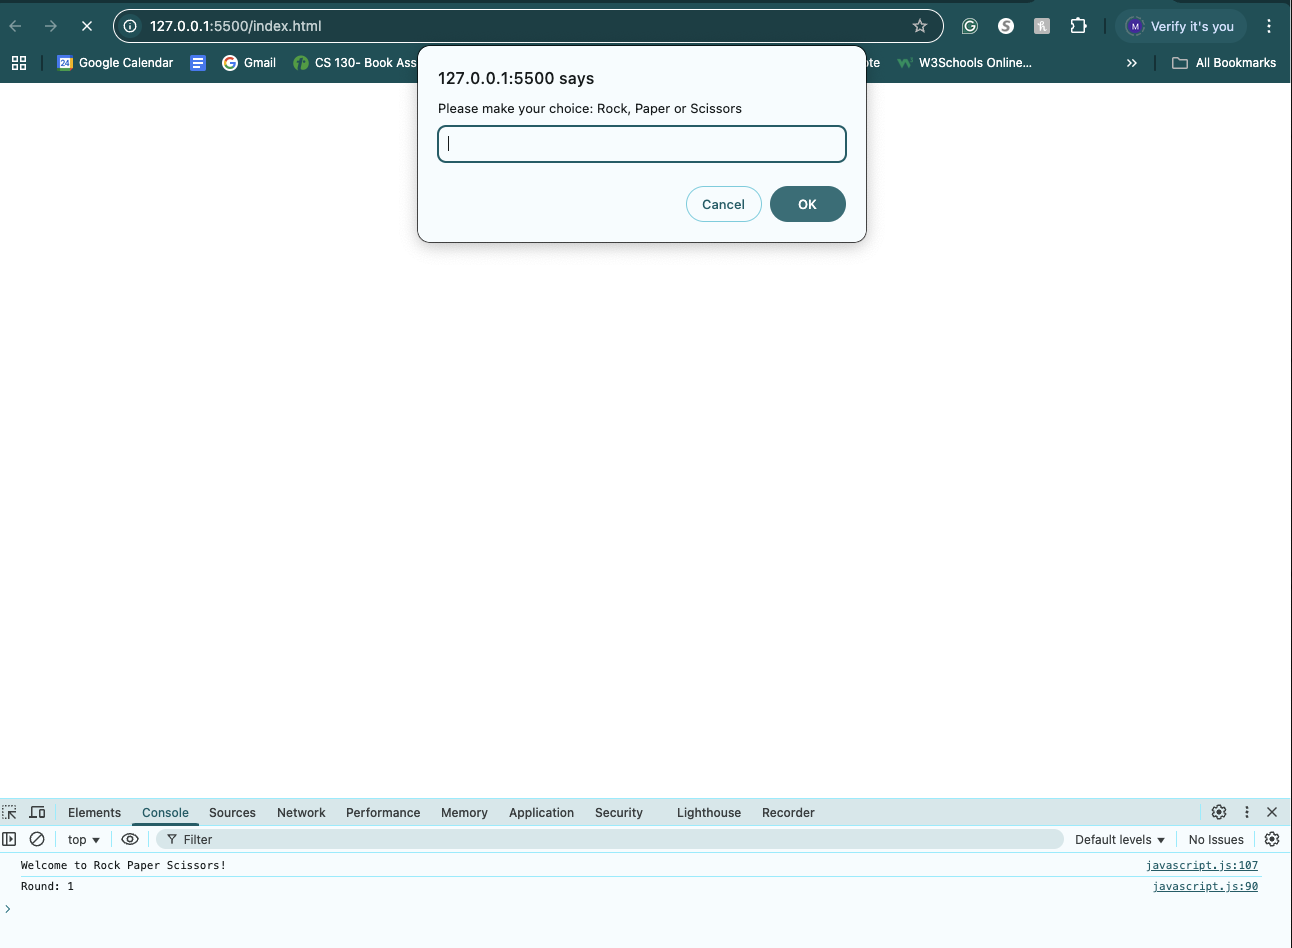 127.0.0.1:5500/index.html
Verify it's you
Google Calendar
Gmail
CS 130- Book Ass
W3Schools Online...
All Bookmarks
127.0.0.1:5500 says
Please make your choice: Rock, Paper or Scissors
Cancel
OK
Elements
Console
Sources
Network
Performance
Memory
Application
Security
Lighthouse
Recorder
top
Filter
Default levels
No Issues
Welcome to Rock Paper Scissors!
javascript.js:107
Round: 1
javascript.js:90